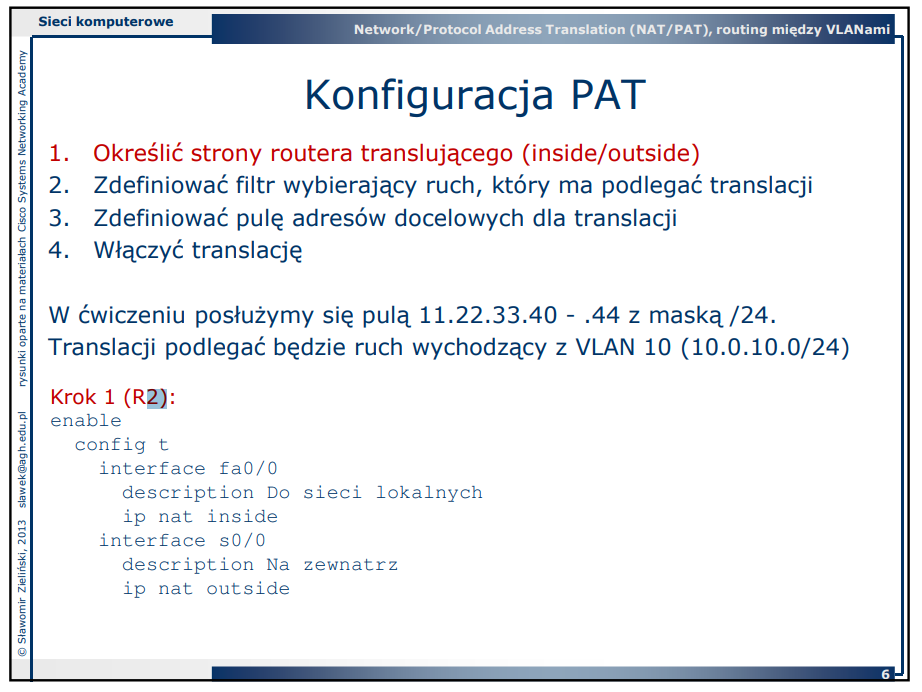 Sieci komputerowe
Network/Protocol Address Translation (NAT/PAT), routing między VLANami
Konfiguracja PAT
1. Określić strony routera translującego (inside/outside)
2. Zdefiniować filtr wybierający ruch, który ma podlegać translacji
3. Zdefiniować pulę adresów docelowych dla translacji
4. Włączyć translację
W ćwiczeniu posłużymy się pulą 11.22.33.40 - .44 z maską /24.
Translacji podlegać będzie ruch wychodzący z VLAN 10 (10.0.10.0/24)
Krok 1 (R2):
enable
config t
interface fa0/0
description Do sieci lokalnych
ip nat inside
interface s0/0
description Na zewnatrz
ip nat outside
© Sławomir Zieliński, 2013 slawek@agh.edu.pl rysunki oparte na materiałach Cisco Systems Networking Academy
6